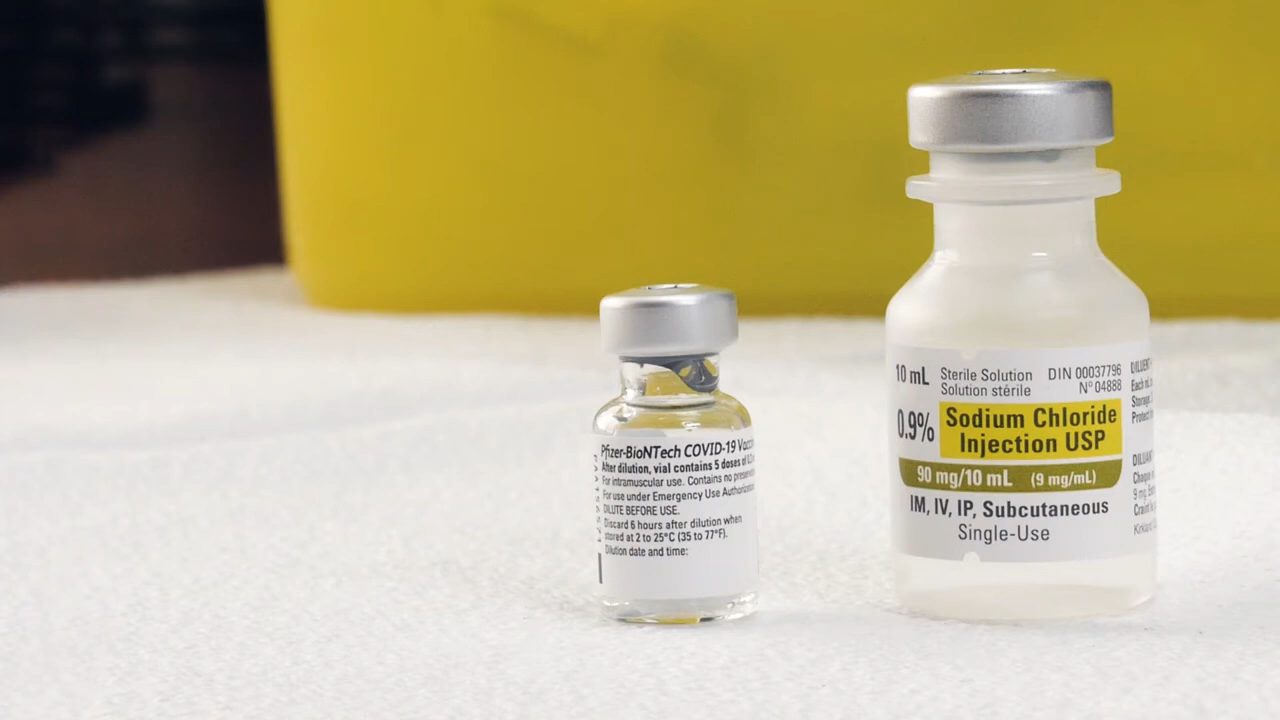 Pfizer-BioNTech COVID-19
After dilution, vial contains 5 doses of
For intramuscular use. Contains no
For use under Emergency Use
DILUTE BEFORE USE.
Discard 6 hours after dilution when
stored at 2 to 25°C (35 to 77°F).
Dilution date and time:
10 mL
Sterile Solution
Solution stérile
DIN 00037796
Nº 04888
0.9%
Sodium Chloride
Injection USP
90 mg/10 mL (9 mg/mL)
IM, IV, IP, Subcutaneous
Single-Use